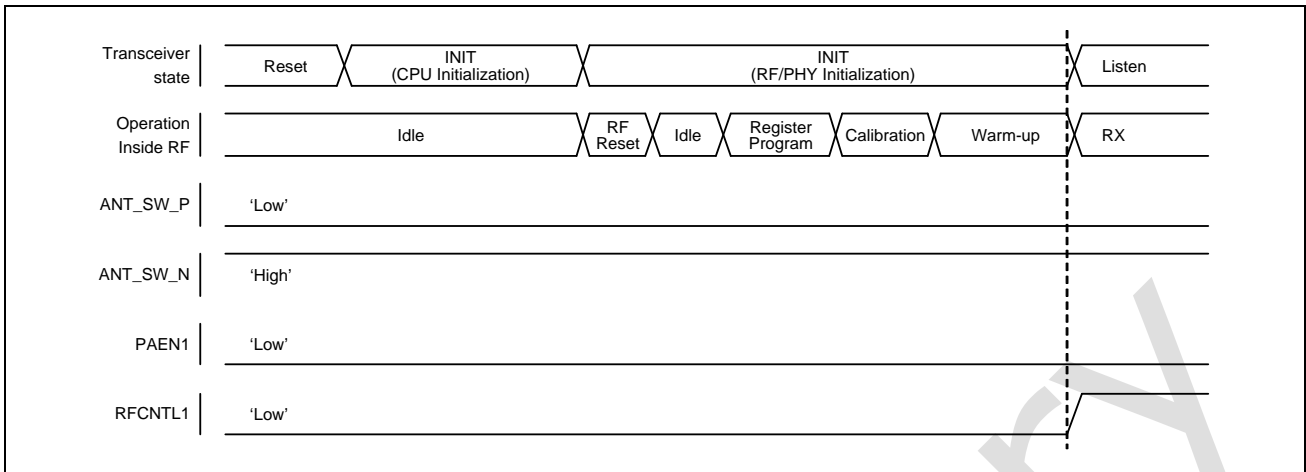 Transceiver
state
Reset
INIT
(CPU Initialization)
INIT
(RF/PHY Initialization)
Listen
Operation
Inside RF
Idle
RF
Reset
Idle
Register
Program
Calibration
Warm-up
RX
ANT_SW_P
‘Low’
ANT_SW_N
‘High’
PAEN1
‘Low’
RFCNTL1
‘Low’
ry